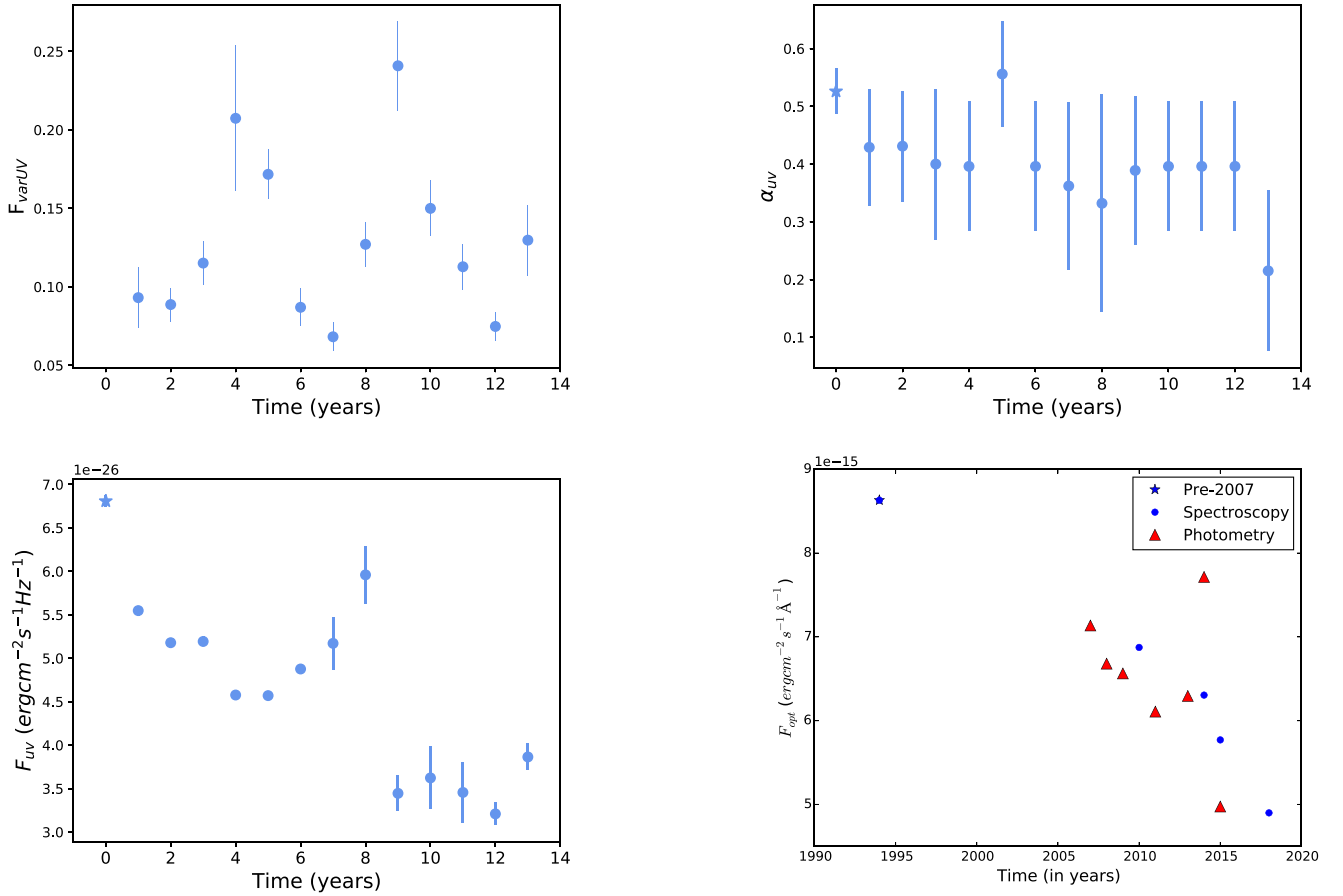 0.25
0.20
0.15
0.10
0.05
F_varUV
0 2 4 6 8 10 12 14
Time (years)
0.6
0.5
0.4
0.3
0.2
0.1
α_uv
0 2 4 6 8 10 12 14
Time (years)
1e−26
7.0
6.5
6.0
5.5
5.0
4.5
4.0
3.5
3.0
F_uv (ergcm⁻²s⁻¹Hz⁻¹)
0 2 4 6 8 10 12 14
Time (years)
1e−15
9
8
7
6
5
F_opt (ergcm⁻² s⁻¹ Å⁻¹)
Pre-2007
Spectroscopy
Photometry
1990 1995 2000 2005 2010 2015 2020
Time (in years)